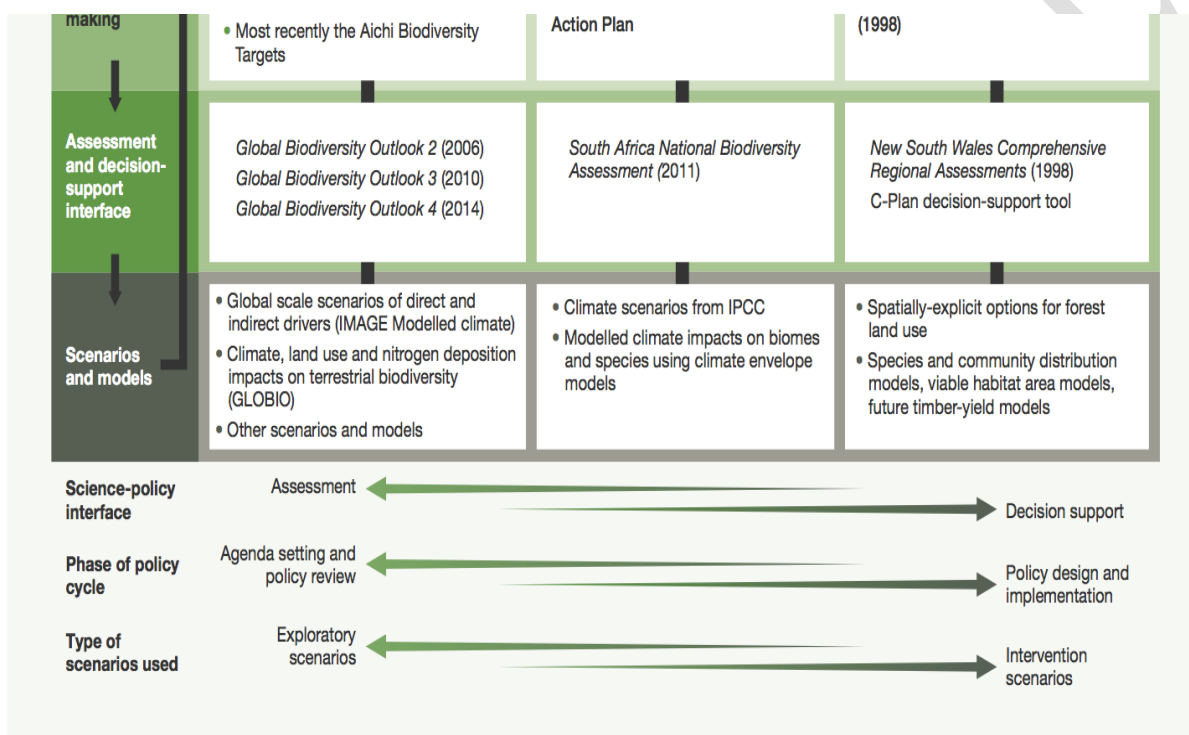 making
• Most recently the Aichi Biodiversity
Targets
Action Plan
(1998)
Assessment
and decision-
support
interface
Global Biodiversity Outlook 2 (2006)
Global Biodiversity Outlook 3 (2010)
Global Biodiversity Outlook 4 (2014)
South Africa National Biodiversity
Assessment (2011)
New South Wales Comprehensive
Regional Assessments (1998)
C-Plan decision-support tool
Scenarios
and models
• Global scale scenarios of direct and
indirect drivers (IMAGE Modelled climate)
• Climate, land use and nitrogen deposition
impacts on terrestrial biodiversity
(GLOBIO)
• Other scenarios and models
• Climate scenarios from IPCC
• Modelled climate impacts on biomes
and species using climate envelope
models
• Spatially-explicit options for forest
land use
• Species and community distribution
models, viable habitat area models,
future timber-yield models
Science-policy
interface
Assessment
Decision support
Phase of policy
cycle
Agenda setting and
policy review
Policy design and
implementation
Type of
scenarios used
Exploratory
scenarios
Intervention
scenarios